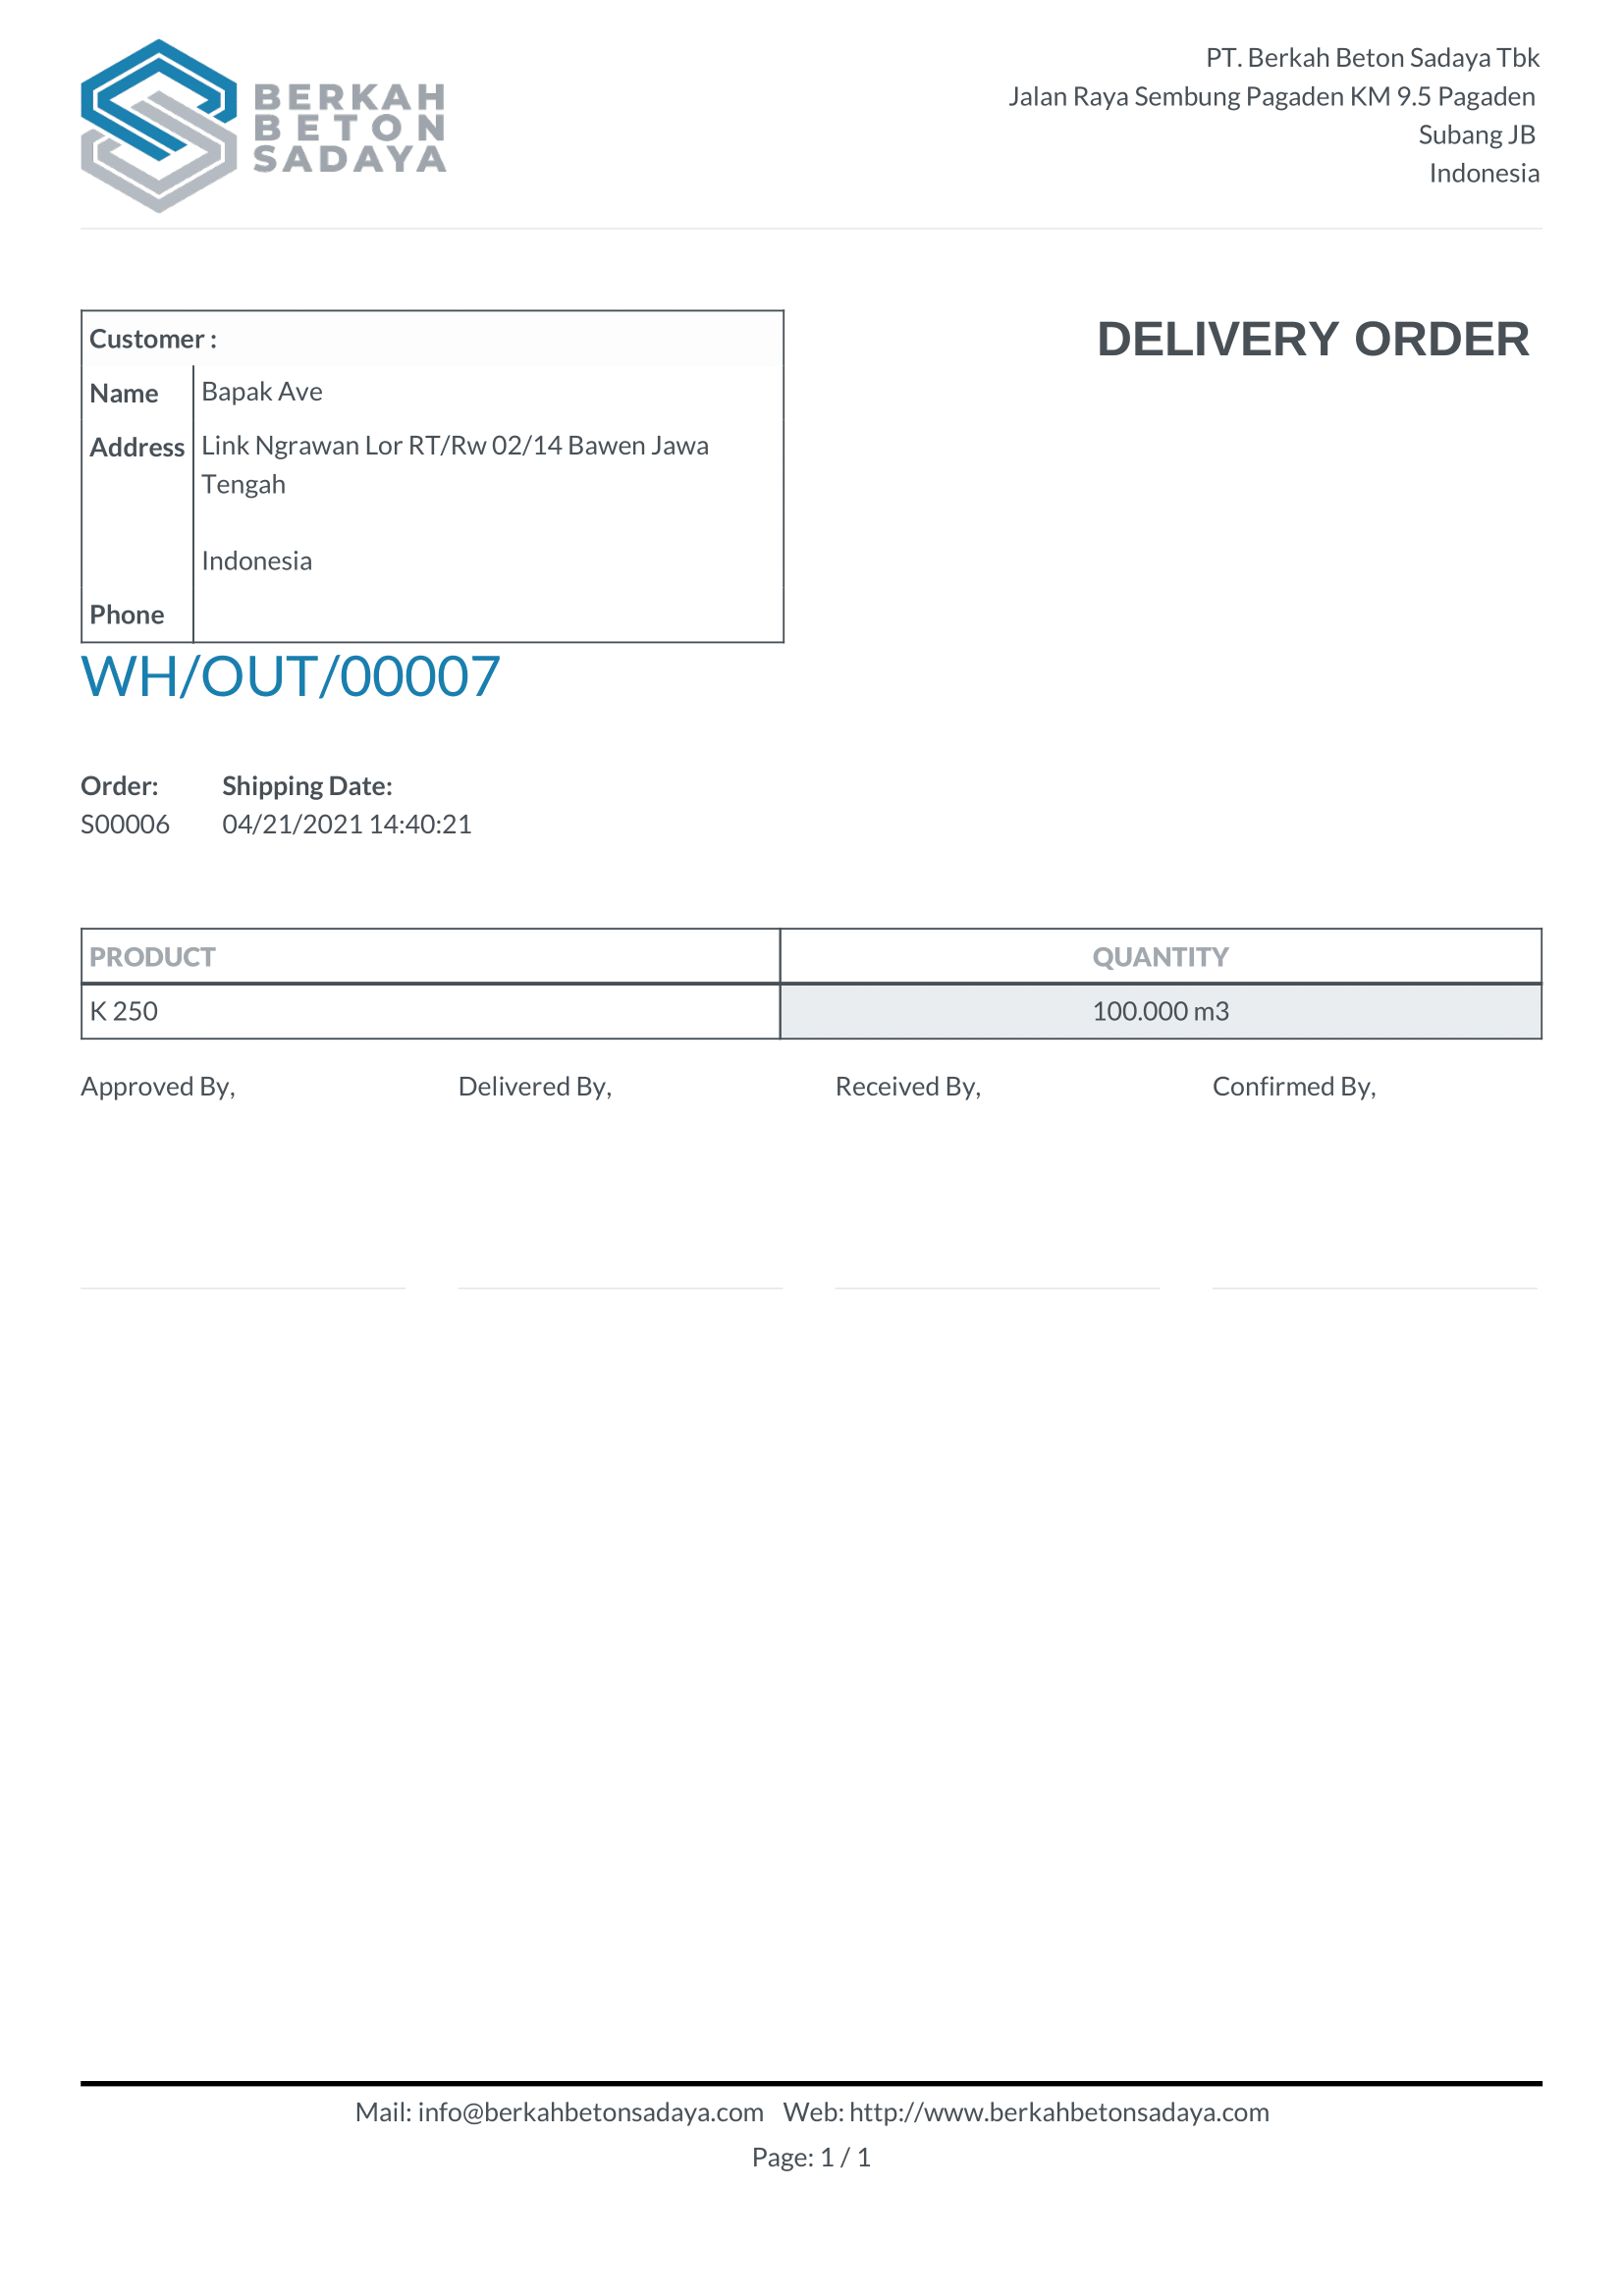 BERKAH
BETON
SADAYA
PT. Berkah Beton Sadaya Tbk
Jalan Raya Sembung Pagaden KM 9.5 Pagaden
Subang JB
Indonesia
DELIVERY ORDER
Customer :
Name Bapak Ave
Address Link Ngrawan Lor RT/Rw 02/14 Bawen Jawa
Tengah
Indonesia
Phone
WH/OUT/00007
Order: Shipping Date:
S00006 04/21/2021 14:40:21
PRODUCT QUANTITY
K 250 100.000 m3
Approved By, Delivered By, Received By, Confirmed By,
Mail: info@berkahbetonsadaya.com Web: http://www.berkahbetonsadaya.com
Page: 1 / 1